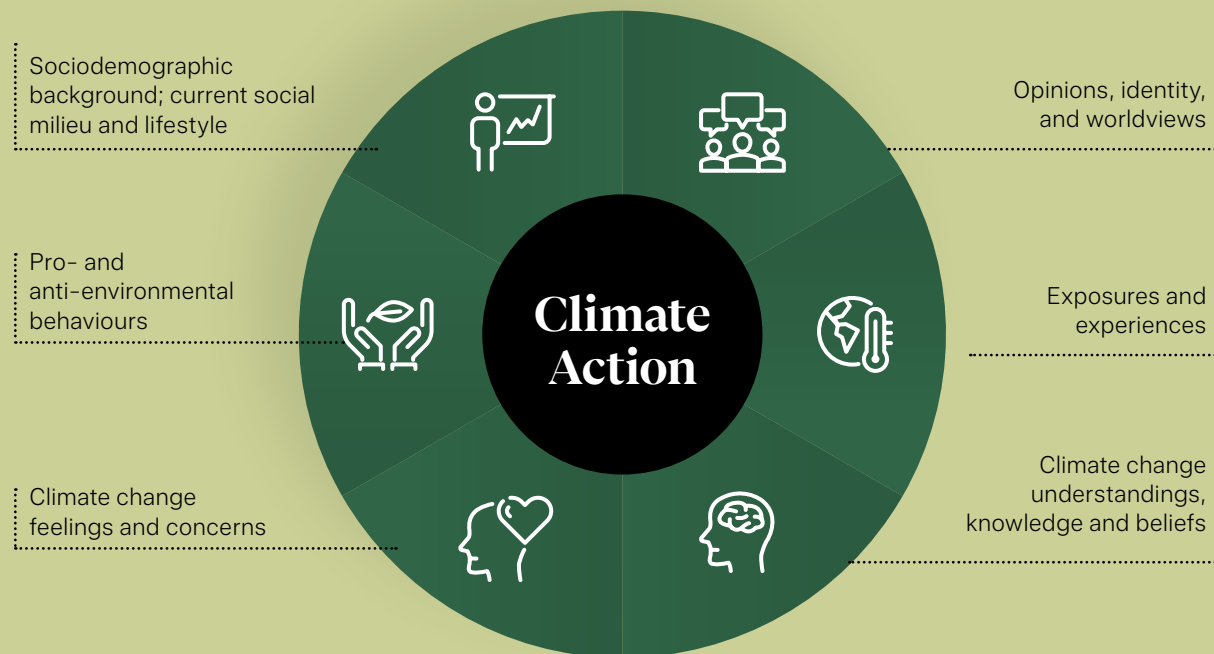 Sociodemographic
background; current social
milieu and lifestyle
Opinions, identity,
and worldviews
Pro- and
anti-environmental
behaviours
Climate
Action
Exposures and
experiences
Climate change
feelings and concerns
Climate change
understandings,
knowledge and beliefs